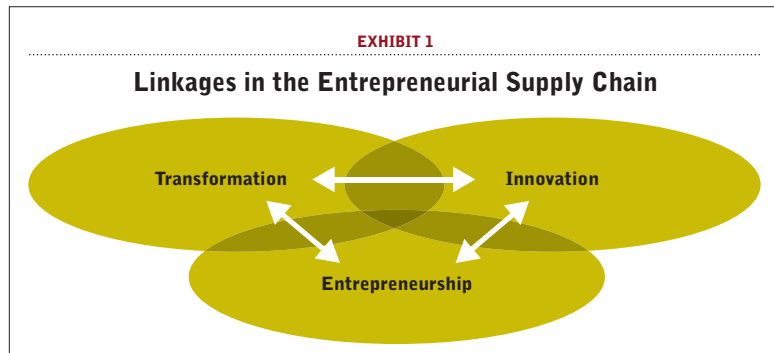 EXHIBIT 1
Linkages in the Entrepreneurial Supply Chain
Transformation
Innovation
Entrepreneurship